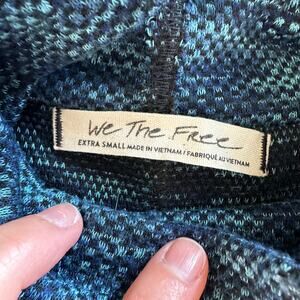 We The Free
EXTRA SMALL MADE IN VIETNAM / FABRIQUÉ AU VIETNAM